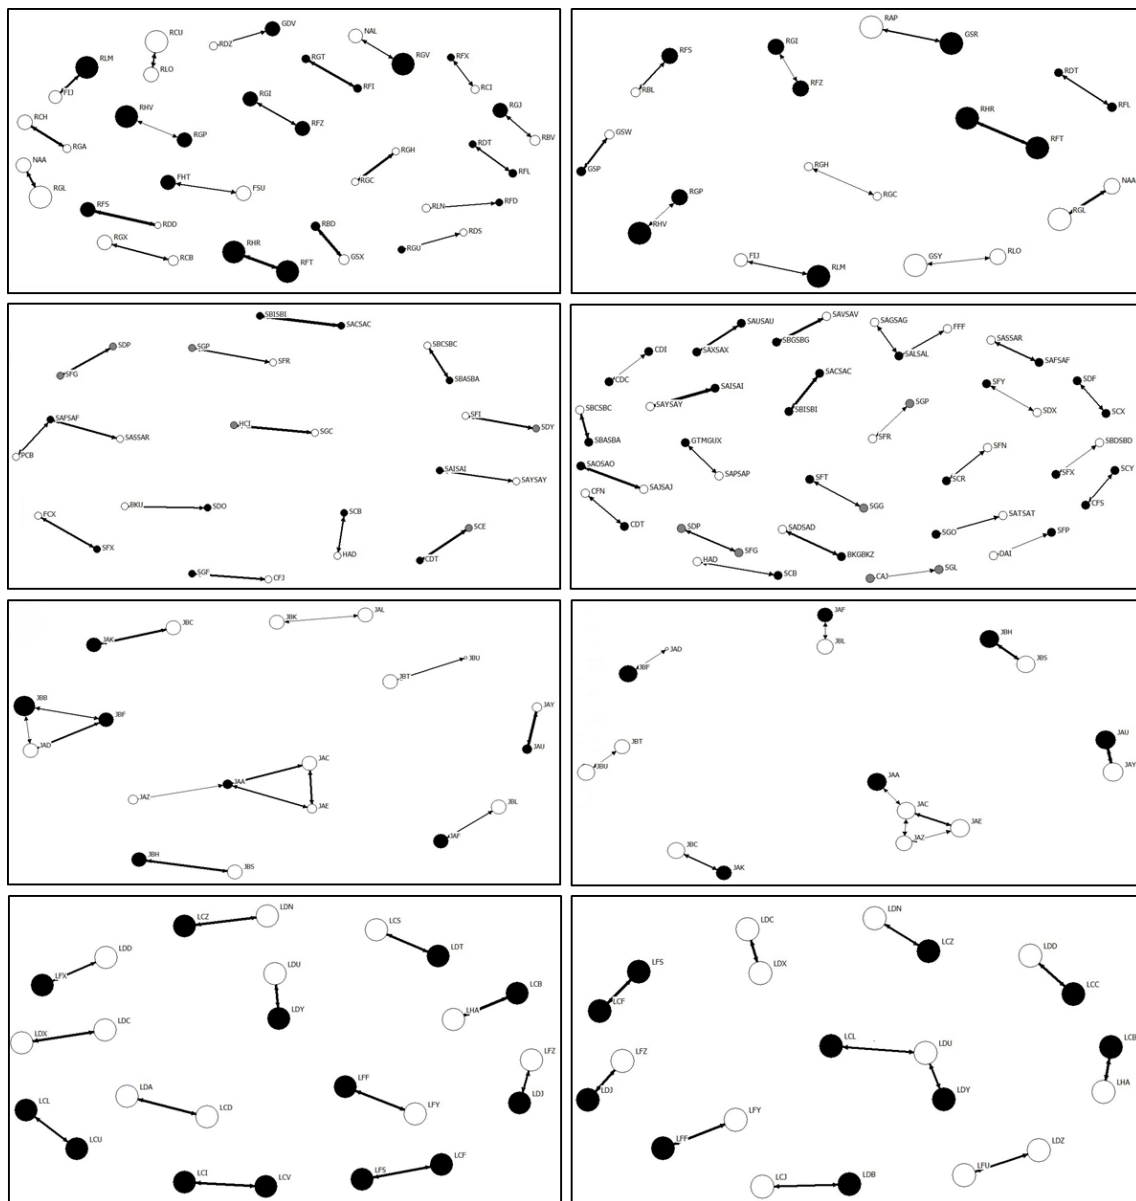 GDV
RCU
NAL
RDZ
RGV
RGT
RFX
RLM
RLO
RFI
RCI
FIJ
RGI
RGJ
RHV
RCH
RFZ
RBV
RGP
RGA
RDT
RGH
NAA
RFL
FHT
RGC
RGL
FSU
RFS
RLN
RFD
RDD
RBD
RDS
RGX
RGU
RCB
RHR
GSX
RFT
RAP
GSR
RGI
RFS
RDT
RBL
RFZ
RFL
RHR
GSW
RFT
GSP
RGH
NAA
RGP
RGC
RGL
RHV
FIJ
GSY
RLO
RLM
SBISBI
SACSAC
SDP
SGP
SBCSBC
SFR
SFG
SBASBA
SAFSAF
HCI
SFI
SGC
SDY
SASSAR
PCB
SAISAI
SAYSAY
BKU
SDO
FCX
SCB
SCE
SFX
HAD
CDT
SGF
CFJ
SAUSAU
SAVSAV
SAGSAG
FFF
CDI
SAXSAX
SBGSBG
SALSAL
SASSAR
SAFSAF
CDC
SACSAC
SFY
SDF
SAISAI
SAYSAY
SBISBI
SGP
SBCSBC
SDX
SCX
SFR
SBASBA
GTMGUX
SFN
SBDSBD
SAOSAO
SFX
SCY
SAPSAP
SFT
SCR
SAJSAJ
CFN
SGG
CFS
SATSAT
CDT
SDP
SADSAD
SGO
SFP
SFG
BKGBKZ
DAI
HAD
SGL
SCB
CAJ
JAL
JBK
JBC
JAK
JBU
JBT
JBB
JAY
JBF
JAD
JAU
JAC
JAA
JAZ
JAE
JBL
JAF
JBH
JBS
JAF
JBH
JAD
JBL
JBF
JBS
JAU
JBT
JBU
JAY
JAA
JAC
JAE
JAZ
JBC
JAK
LCZ
LDN
LCS
LDD
LDT
LFX
LDU
LCB
LDY
LHA
LDX
LDC
LFZ
LFF
LDA
LDJ
LCL
LCD
LFY
LCU
LCF
LCI
LCV
LFS
LDN
LDC
LCZ
LDD
LFS
LDX
LCC
LCF
LCL
LCB
LFZ
LDU
LDJ
LHA
LDY
LFY
LFF
LDZ
LFU
LCJ
LDB